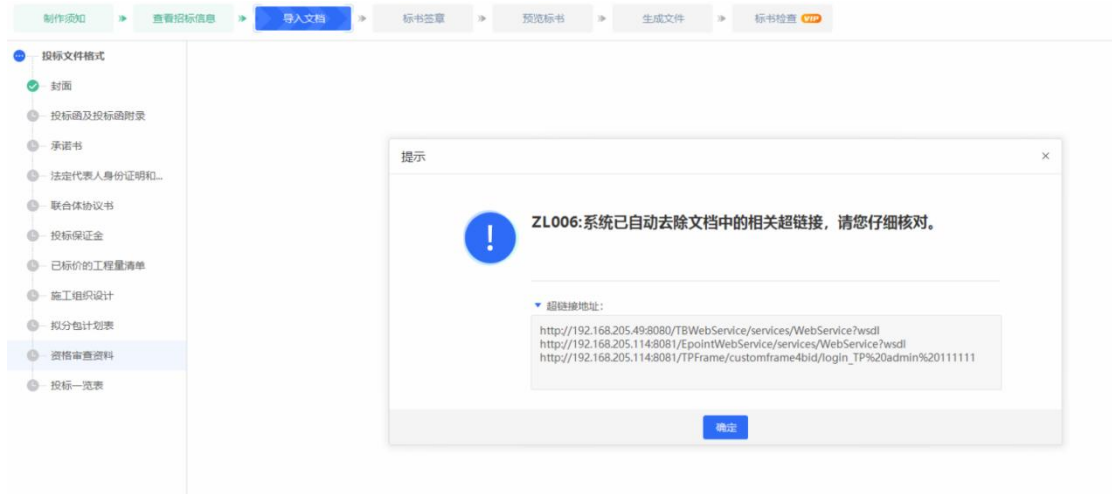 制作须知
查看招标信息
导入文档
标书签章
预览标书
生成文件
标书检查 VIP
投标文件格式
封面
投标函及投标函附录
承诺书
法定代表人身份证明和...
联合体协议书
投标保证金
已标价的工程量清单
施工组织设计
拟分包计划表
资格审查资料
投标一览表
提示
ZL006:系统已自动去除文档中的相关超链接，请您仔细核对。
超链接地址：
http://192.168.205.49:8080/TBWebService/services/WebService?wsdl
http://192.168.205.114:8081/EpointWebService/services/WebService?wsdl
http://192.168.205.114:8081/TPFrame/customframe4bid/login_TP%20admin%20111111
确定